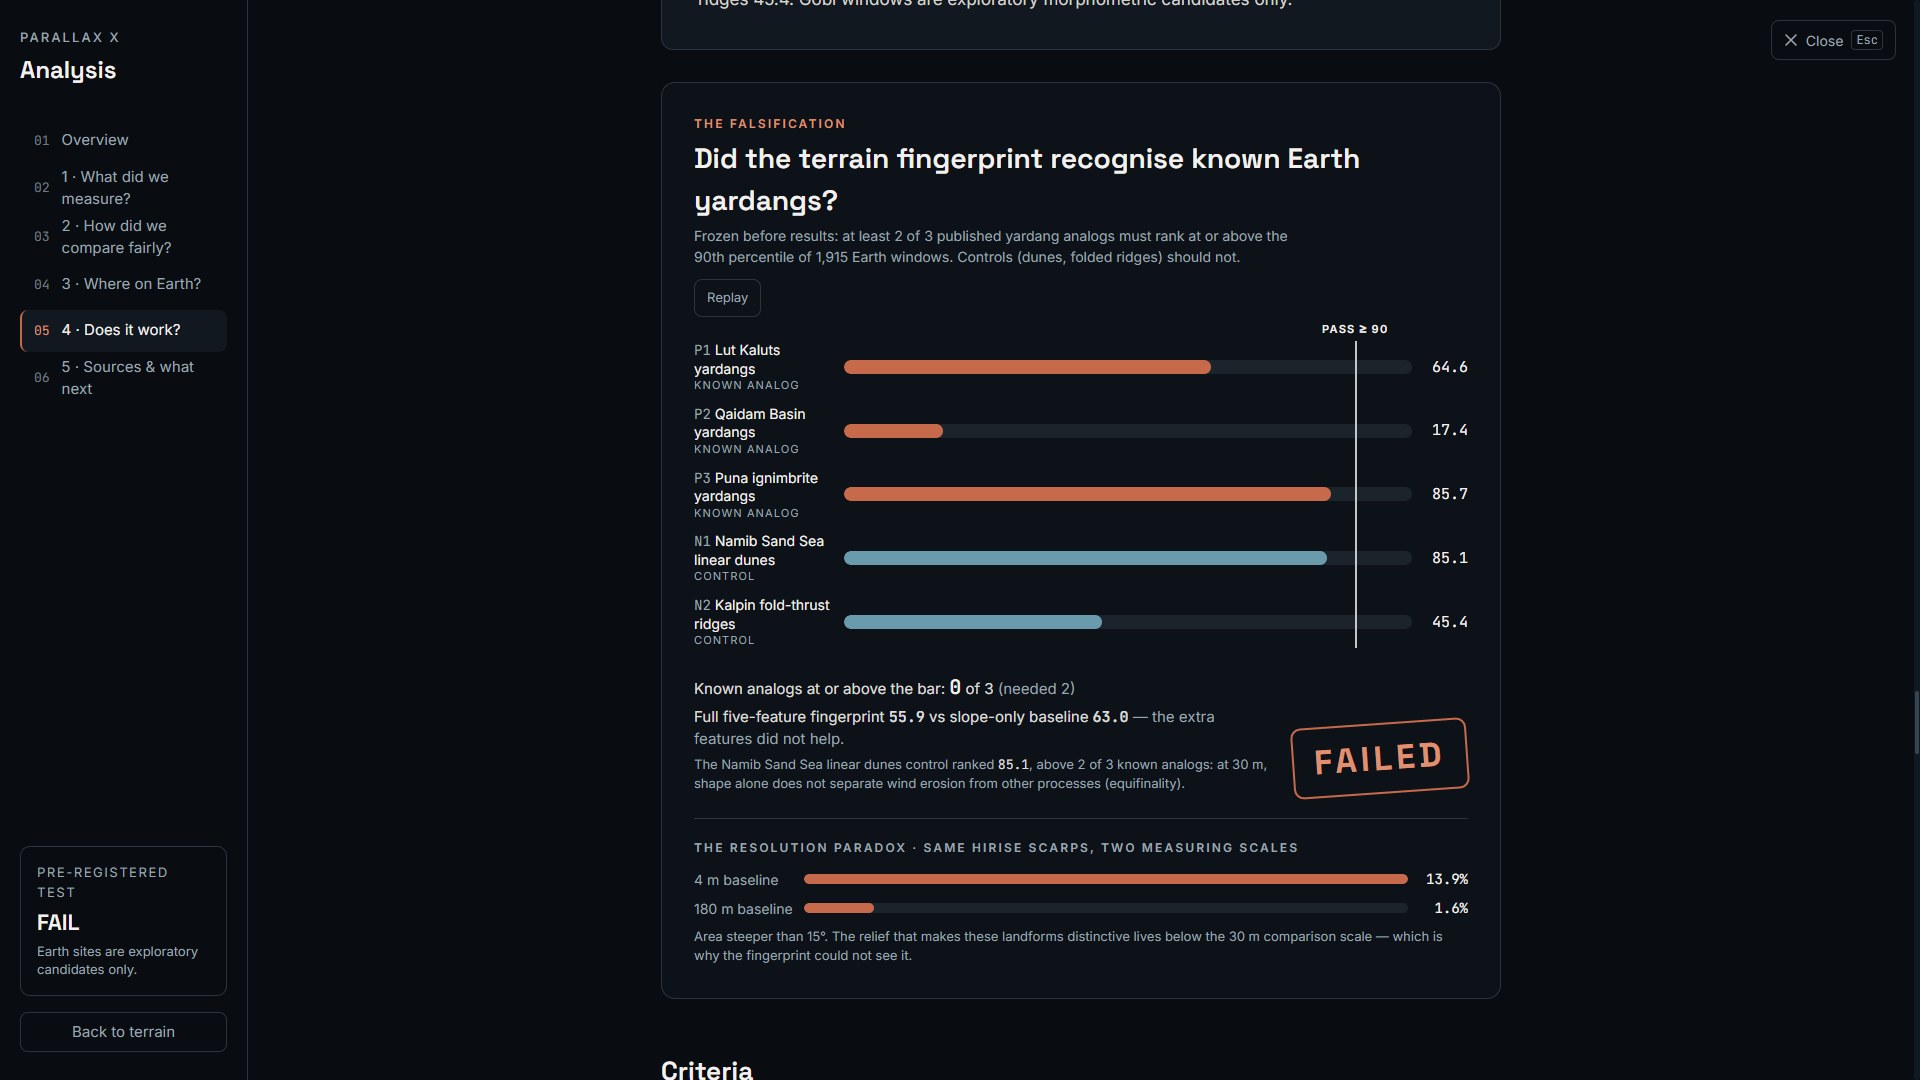 PARALLAX X
Analysis
01 Overview
02 1 · What did we
measure?
03 2 · How did we
compare fairly?
04 3 · Where on Earth?
05 4 · Does it work?
06 5 · Sources & what
next
PRE-REGISTERED
TEST
FAIL
Earth sites are exploratory
candidates only.
Back to terrain
ridges 45.4. Gobi windows are exploratory morphometric candidates only.
Close Esc
THE FALSIFICATION
Did the terrain fingerprint recognise known Earth
yardangs?
Frozen before results: at least 2 of 3 published yardang analogs must rank at or above the
90th percentile of 1,915 Earth windows. Controls (dunes, folded ridges) should not.
Replay
PASS ≥ 90
P1 Lut Kaluts
yardangs
KNOWN ANALOG
64.6
P2 Qaidam Basin
yardangs
KNOWN ANALOG
17.4
P3 Puna ignimbrite
yardangs
KNOWN ANALOG
85.7
N1 Namib Sand Sea
linear dunes
CONTROL
85.1
N2 Kalpin fold-thrust
ridges
CONTROL
45.4
Known analogs at or above the bar: 0 of 3 (needed 2)
Full five-feature fingerprint 55.9 vs slope-only baseline 63.0 — the extra
features did not help.
The Namib Sand Sea linear dunes control ranked 85.1, above 2 of 3 known analogs: at 30 m,
shape alone does not separate wind erosion from other processes (equifinality).
FAILED
THE RESOLUTION PARADOX · SAME HIRISE SCARPS, TWO MEASURING SCALES
4 m baseline 13.9%
180 m baseline 1.6%
Area steeper than 15°. The relief that makes these landforms distinctive lives below the 30 m comparison scale — which is
why the fingerprint could not see it.
Criteria